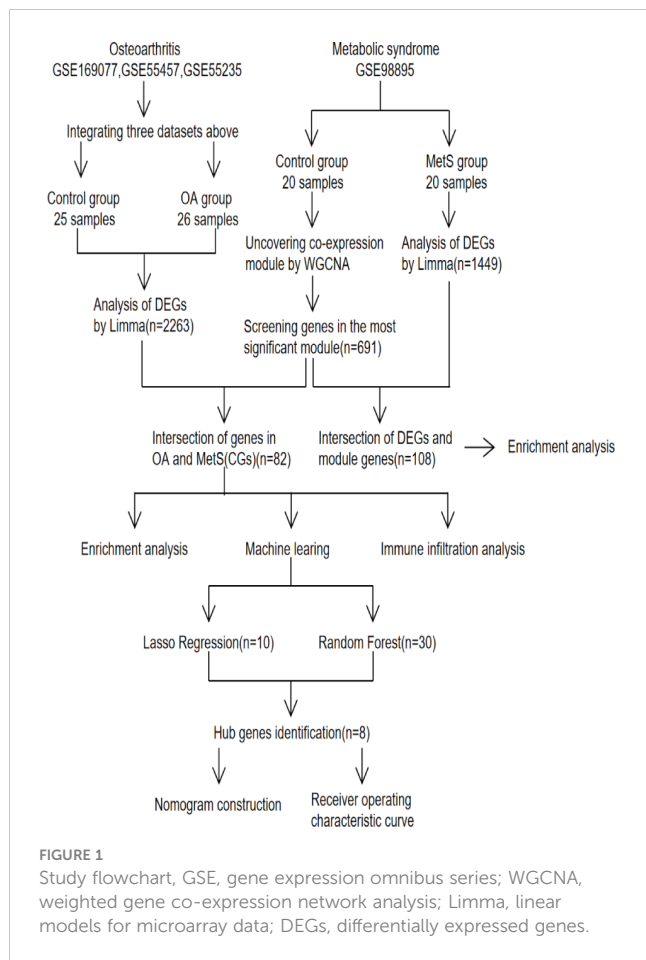 Osteoarthritis
GSE169077,GSE55457,GSE55235
Metabolic syndrome
GSE98895
Integrating three datasets above
Control group
25 samples
OA group
26 samples
Control group
20 samples
MetS group
20 samples
Uncovering co-expression
module by WGCNA
Analysis of DEGs
by Limma(n=1449)
Analysis of DEGs
by Limma(n=2263)
Screening genes in the most
significant module(n=691)
Intersection of genes in
OA and MetS(CGs)(n=82)
Intersection of DEGs and
module genes(n=108)
Enrichment analysis
Enrichment analysis
Machine learing
Immune infiltration analysis
Lasso Regression(n=10)
Random Forest(n=30)
Hub genes identification(n=8)
Nomogram construction
Receiver operating
characteristic curve
FIGURE 1
Study flowchart, GSE, gene expression omnibus series; WGCNA,
weighted gene co-expression network analysis; Limma, linear
models for microarray data; DEGs, differentially expressed genes.